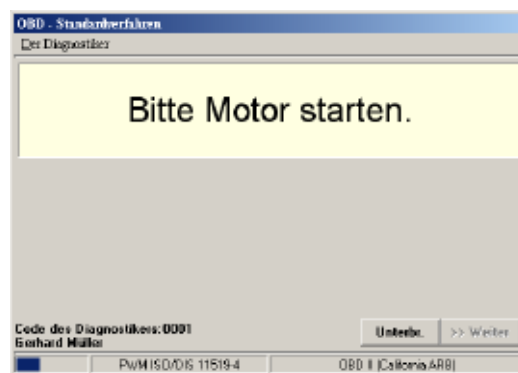 OBD - Standardverfahren
Der Diagnostiker
Bitte Motor starten.
Code des Diagnostikers: 0001
Gerhard Müller
Unterbr. >> Weiter
PWM ISO/DIS 11519-4 OBD II (California ARB)